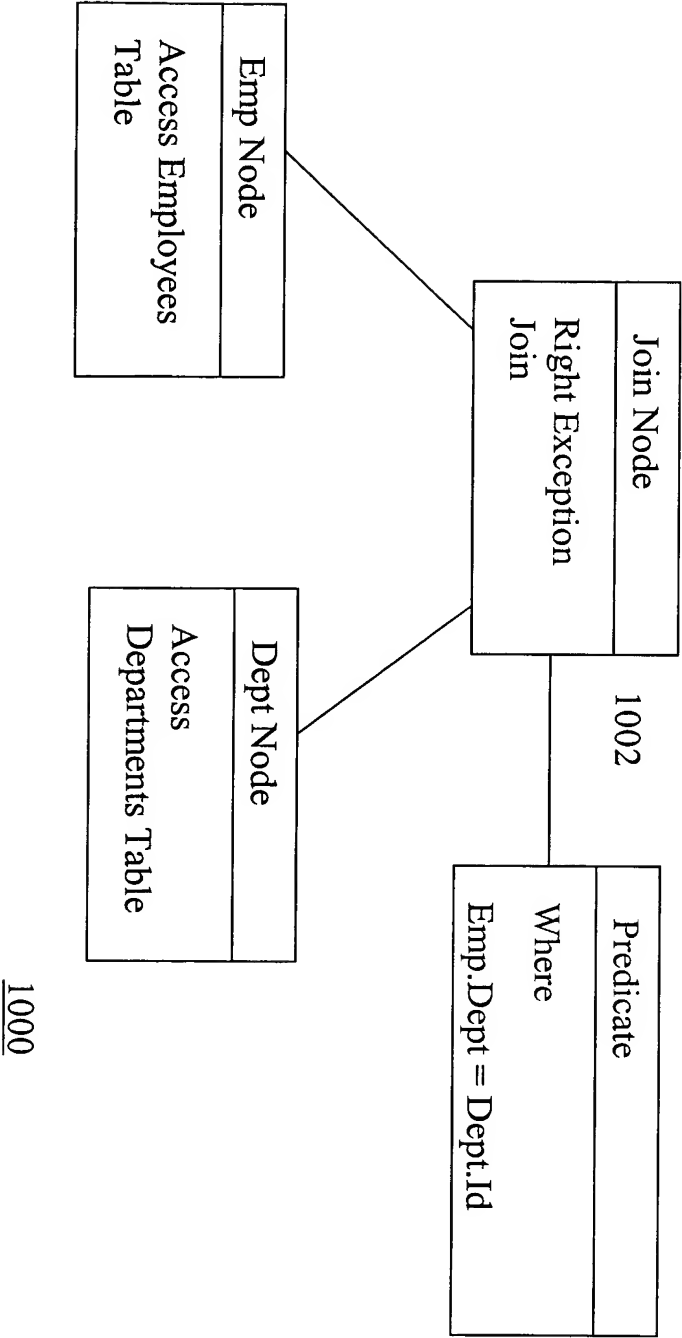 Join Node
Right Exception
Join
1002
Predicate
Where
Emp.Dept = Dept.Id
Emp Node
Access Employees
Table
Dept Node
Access
Departments Table
1000